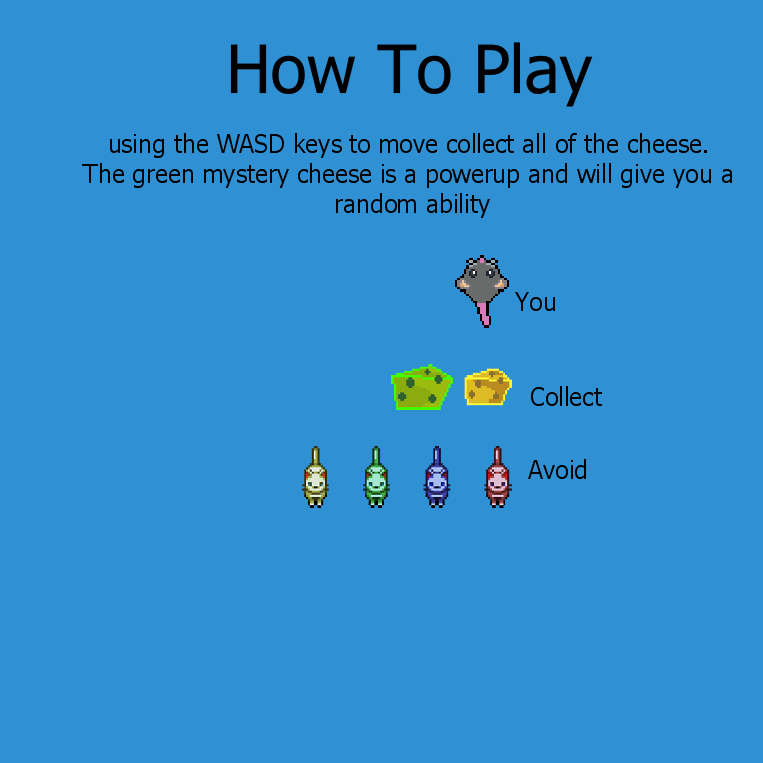 How To Play
using the WASD keys to move collect all of the cheese.
The green mystery cheese is a powerup and will give you a
random ability
You
Collect
Avoid